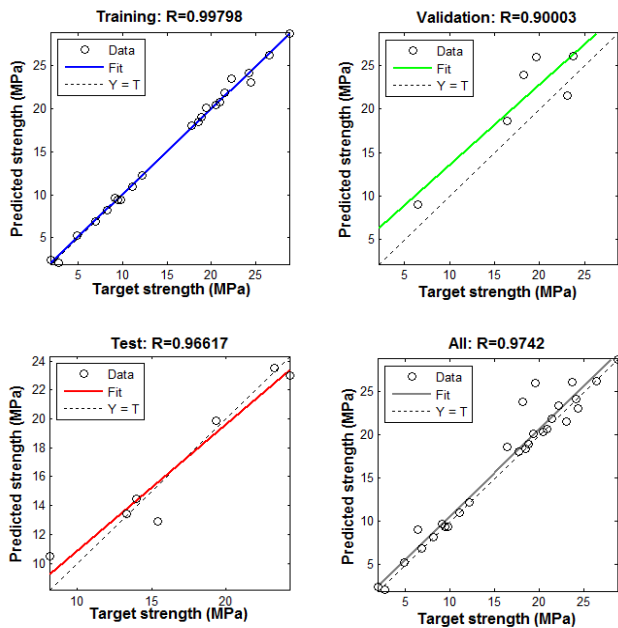 Training: R=0.99798
Predicted strength (MPa)
Data
Fit
Y = T
25
20
15
10
5
5 10 15 20 25
Target strength (MPa)
Validation: R=0.90003
Predicted strength (MPa)
Data
Fit
Y = T
25
20
15
10
5
5 10 15 20 25
Target strength (MPa)
Test: R=0.96617
Predicted strength (MPa)
Data
Fit
Y = T
24
22
20
18
16
14
12
10
10 15 20
Target strength (MPa)
All: R=0.9742
Predicted strength (MPa)
Data
Fit
Y = T
25
20
15
10
5
5 10 15 20 25
Target strength (MPa)